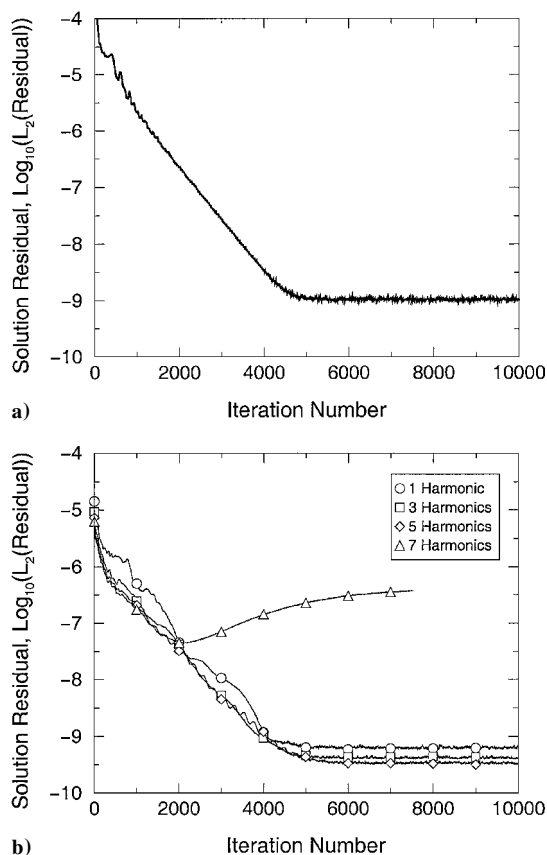 −4
−5
−6
−7
−8
−9
−10
Solution Residual, Log10(L2(Residual))
0 2000 4000 6000 8000 10000
Iteration Number
a)
−4
−5
−6
−7
−8
−9
−10
Solution Residual, Log10(L2(Residual))
1 Harmonic
3 Harmonics
5 Harmonics
7 Harmonics
0 2000 4000 6000 8000 10000
Iteration Number
b)